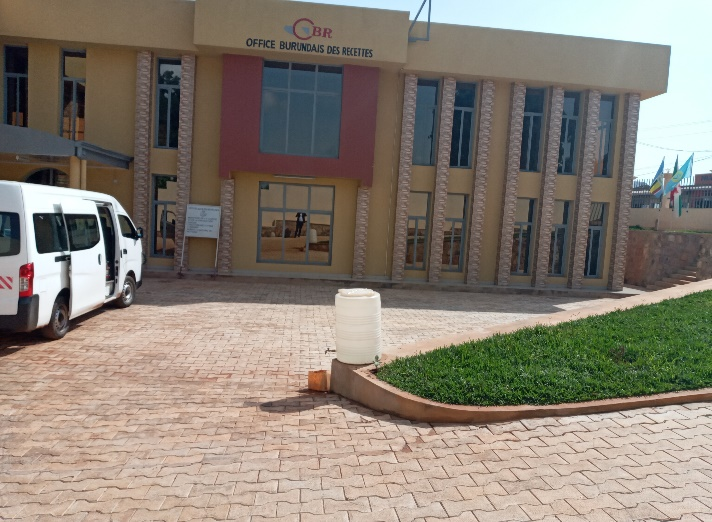 OBR
OFFICE BURUNDAIS DES RECETTES